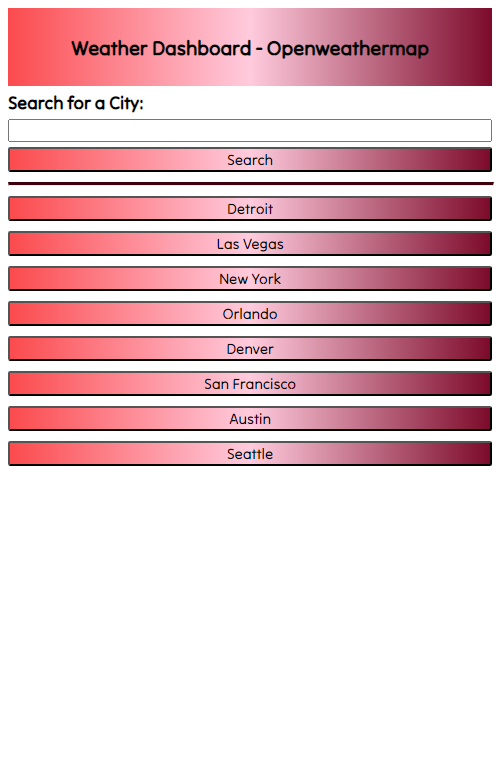 Weather Dashboard - Openweathermap
Search for a City:
Search
Detroit
Las Vegas
New York
Orlando
Denver
San Francisco
Austin
Seattle